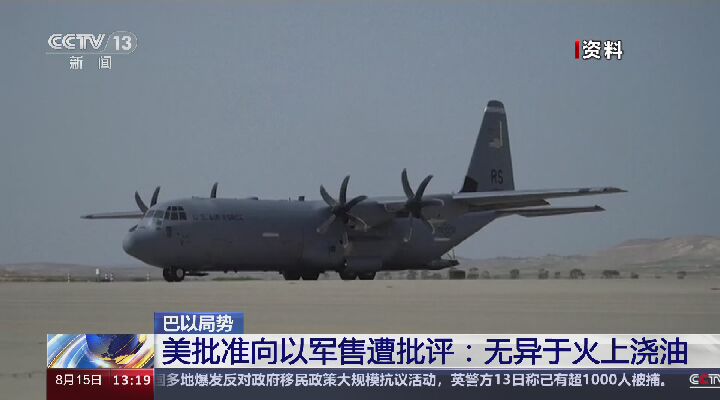 CCTV 13
新闻
资料
RS
U.S. AIR FORCE
巴以局势
美批准向以军售遭批评：无异于火上浇油
8月15日 13:19
国多地爆发反对政府移民政策大规模抗议活动，英警方13日称已有超1000人被捕。
CCTV